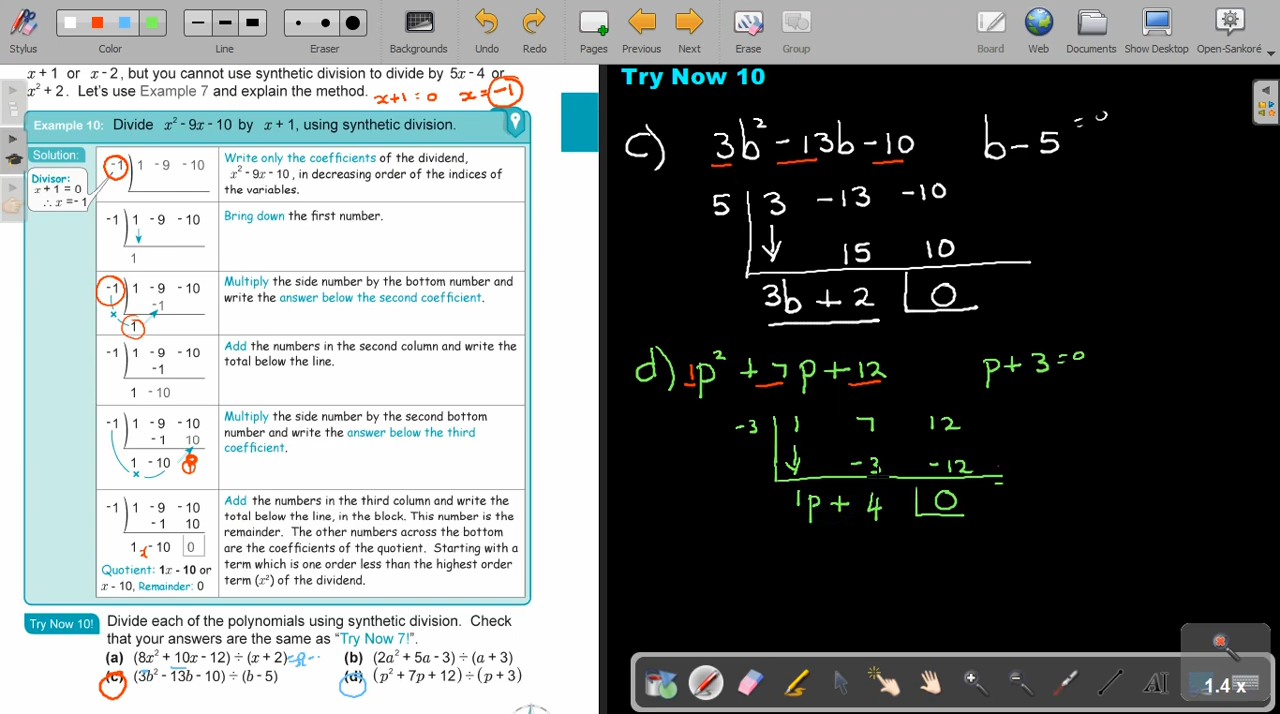 Stylus Color Line Eraser Backgrounds Undo Redo Pages Previous Next Erase Group Board Web Documents Show Desktop Open-Sankoré
x + 1 or x - 2, but you cannot use synthetic division to divide by 5x - 4 or
x² + 2. Let's use Example 7 and explain the method.
x+1=0 x=-1
Example 10: Divide x² - 9x - 10 by x + 1, using synthetic division.
Solution:
Divisor:
x + 1 = 0
∴ x = - 1
-1 1 -9 -10
Write only the coefficients of the dividend,
x² - 9x - 10, in decreasing order of the indices of
the variables.
-1 1 -9 -10
1
Bring down the first number.
-1 1 -9 -10
-1
1
Multiply the side number by the bottom number and
write the answer below the second coefficient.
-1 1 -9 -10
-1
1 -10
Add the numbers in the second column and write the
total below the line.
-1 1 -9 -10
-1 10
1 -10
Multiply the side number by the second bottom
number and write the answer below the third
coefficient.
-1 1 -9 -10
-1 10
1x -10 0
Quotient: 1x - 10 or
x - 10, Remainder: 0
Add the numbers in the third column and write the
total below the line, in the block. This number is the
remainder. The other numbers across the bottom
are the coefficients of the quotient. Starting with a
term which is one order less than the highest order
term (x²) of the dividend.
Try Now 10! Divide each of the polynomials using synthetic division. Check
that your answers are the same as "Try Now 7!".
(a) (8x² + 10x - 12) ÷ (x + 2) (b) (2a² + 5a - 3) ÷ (a + 3)
(c) (3b² - 13b - 10) ÷ (b - 5) (d) (p² + 7p + 12) ÷ (p + 3)
Try Now 10
c) 3b² - 13b - 10 b - 5 = 0
5 3 -13 -10
15 10
3b + 2 0
d) 1p² + 7p + 12 p + 3 = 0
-3 1 7 12
-3 -12
1p + 4 0
1.4 x